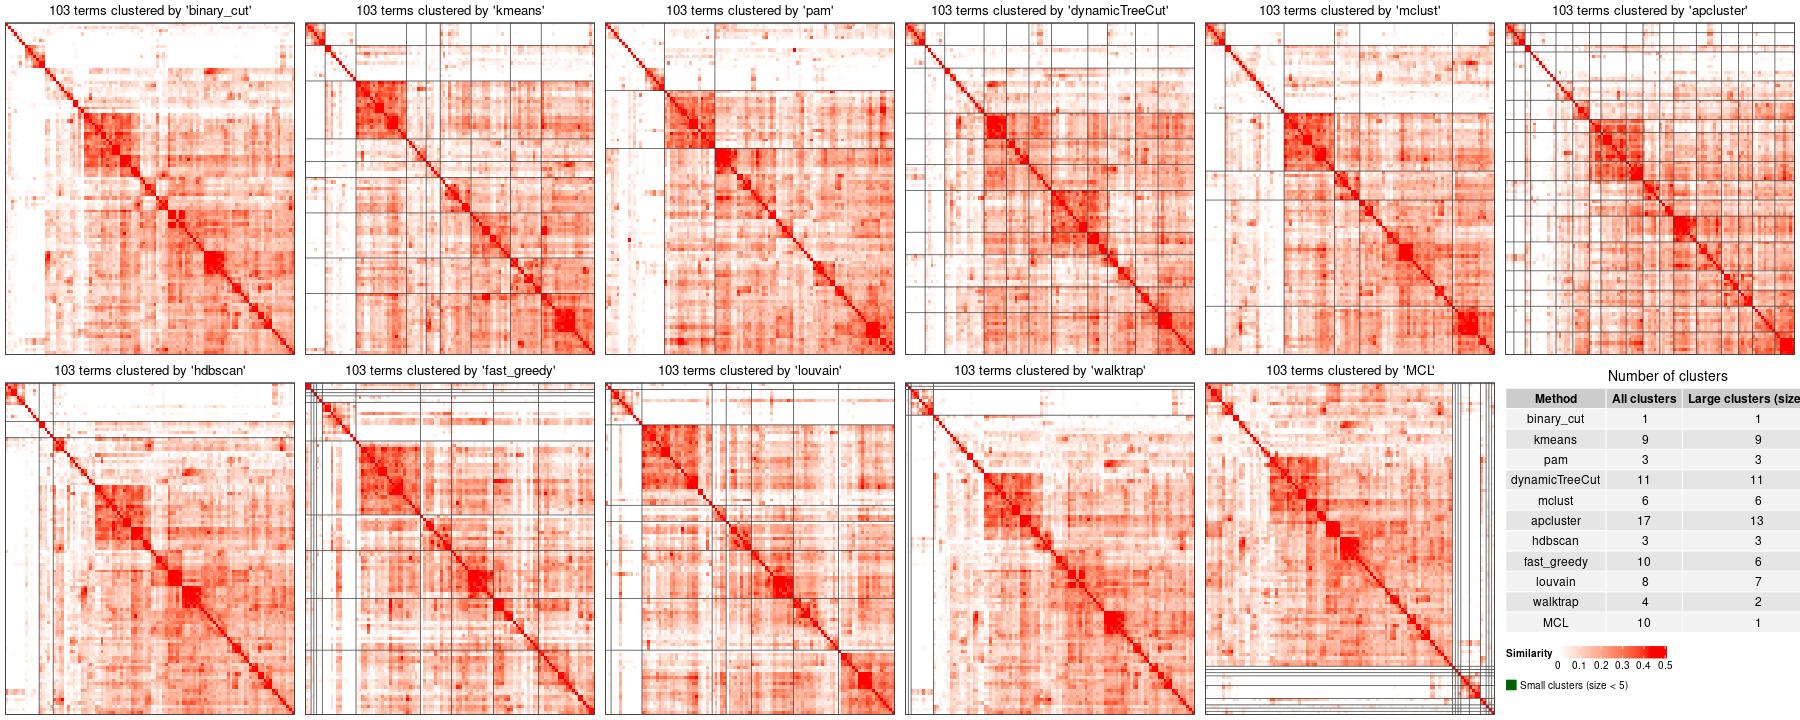 103 terms clustered by 'binary_cut'
103 terms clustered by 'kmeans'
103 terms clustered by 'pam'
103 terms clustered by 'dynamicTreeCut'
103 terms clustered by 'mclust'
103 terms clustered by 'apcluster'
103 terms clustered by 'hdbscan'
103 terms clustered by 'fast_greedy'
103 terms clustered by 'louvain'
103 terms clustered by 'walktrap'
103 terms clustered by 'MCL'
Number of clusters
Method All clusters Large clusters (size
binary_cut 1 1
kmeans 9 9
pam 3 3
dynamicTreeCut 11 11
mclust 6 6
apcluster 17 13
hdbscan 3 3
fast_greedy 10 6
louvain 8 7
walktrap 4 2
MCL 10 1
Similarity
0 0.1 0.2 0.3 0.4 0.5
Small clusters (size < 5)